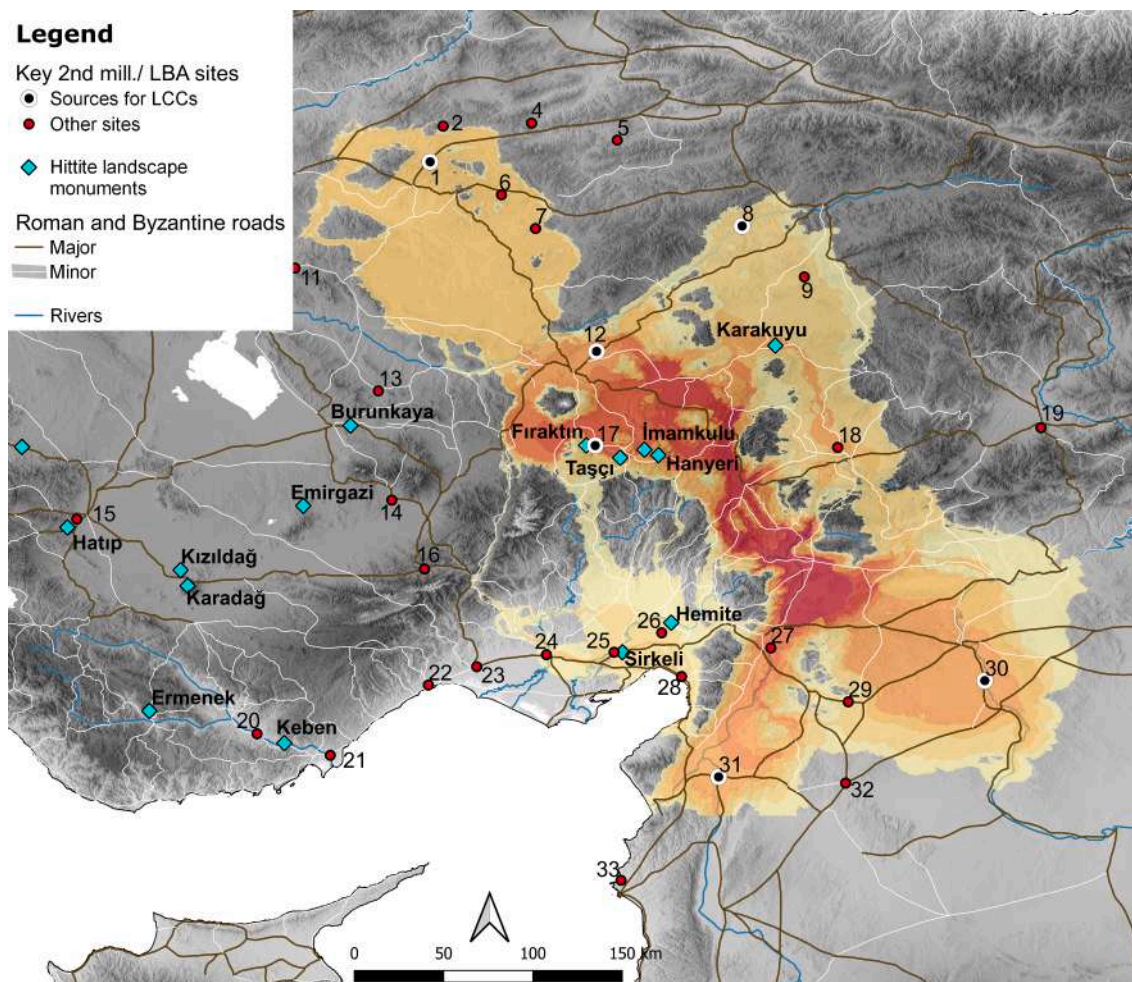 Legend
Key 2nd mill./ LBA sites
Sources for LCCs
Other sites
Hittite landscape
monuments
Roman and Byzantine roads
Major
Minor
Rivers
2
4
5
1
6
7
8
9
11
12
Karakuyu
13
Burunkaya
Fıraktın
17
İmamkulu
18
19
Taşçı
Hanyeri
Emirgazi
14
15
Hatıp
Kızıldağ
16
Karadağ
Hemite
26
24
25
27
Sirkeli
22
23
28
30
29
Ermenek
20
Keben
21
31
32
33
0
50
100
150 km